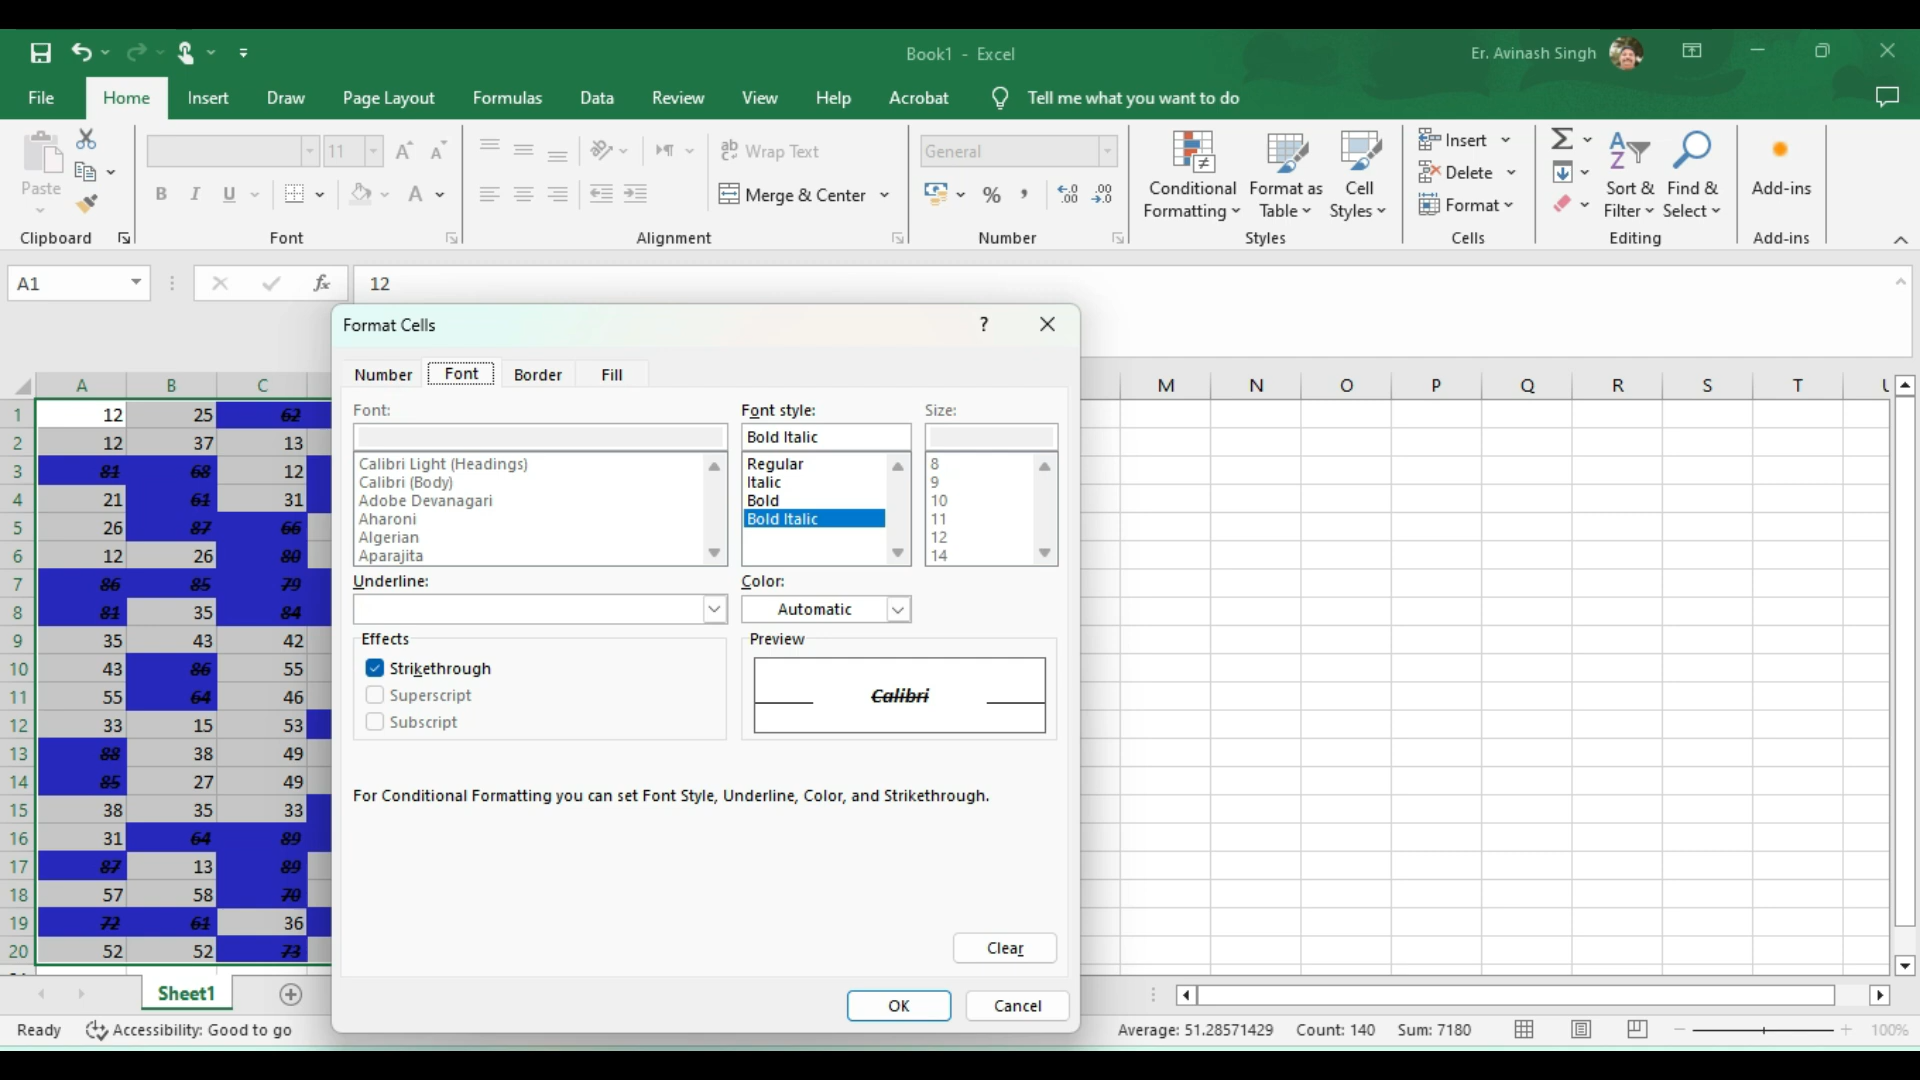 Book1 - Excel
Er. Avinash Singh
File Home Insert Draw Page Layout Formulas Data Review View Help Acrobat Tell me what you want to do
Paste
Clipboard
11
B I U A
Font
ab Wrap Text
Merge & Center
Alignment
General
% , .00
Number
Conditional Formatting
Format as Table
Cell Styles
Styles
Insert
Delete
Format
Cells
Sort & Filter
Find & Select
Editing
Add-ins
Add-ins
A1
fx
12
Format Cells ?
Number Font Border Fill
Font:
Calibri Light (Headings)
Calibri (Body)
Adobe Devanagari
Aharoni
Algerian
Aparajita
Font style:
Bold Italic
Regular
Italic
Bold
Bold Italic
Size:
8
9
10
11
12
14
Underline:
Color:
Automatic
Effects
Strikethrough
Superscript
Subscript
Preview
Calibri
For Conditional Formatting you can set Font Style, Underline, Color, and Strikethrough.
Clear
OK Cancel
A B C M N O P Q R S T
1 12 25 62
2 12 37 13
3 81 68 12
4 21 61 31
5 26 87 66
6 12 26 80
7 86 85 79
8 81 35 84
9 35 43 42
10 43 86 55
11 55 64 46
12 33 15 53
13 88 38 49
14 85 27 49
15 38 35 33
16 31 64 89
17 87 13 89
18 57 58 70
19 72 61 36
20 52 52 73
Sheet1
Ready Accessibility: Good to go
Average: 51.28571429 Count: 140 Sum: 7180 100%